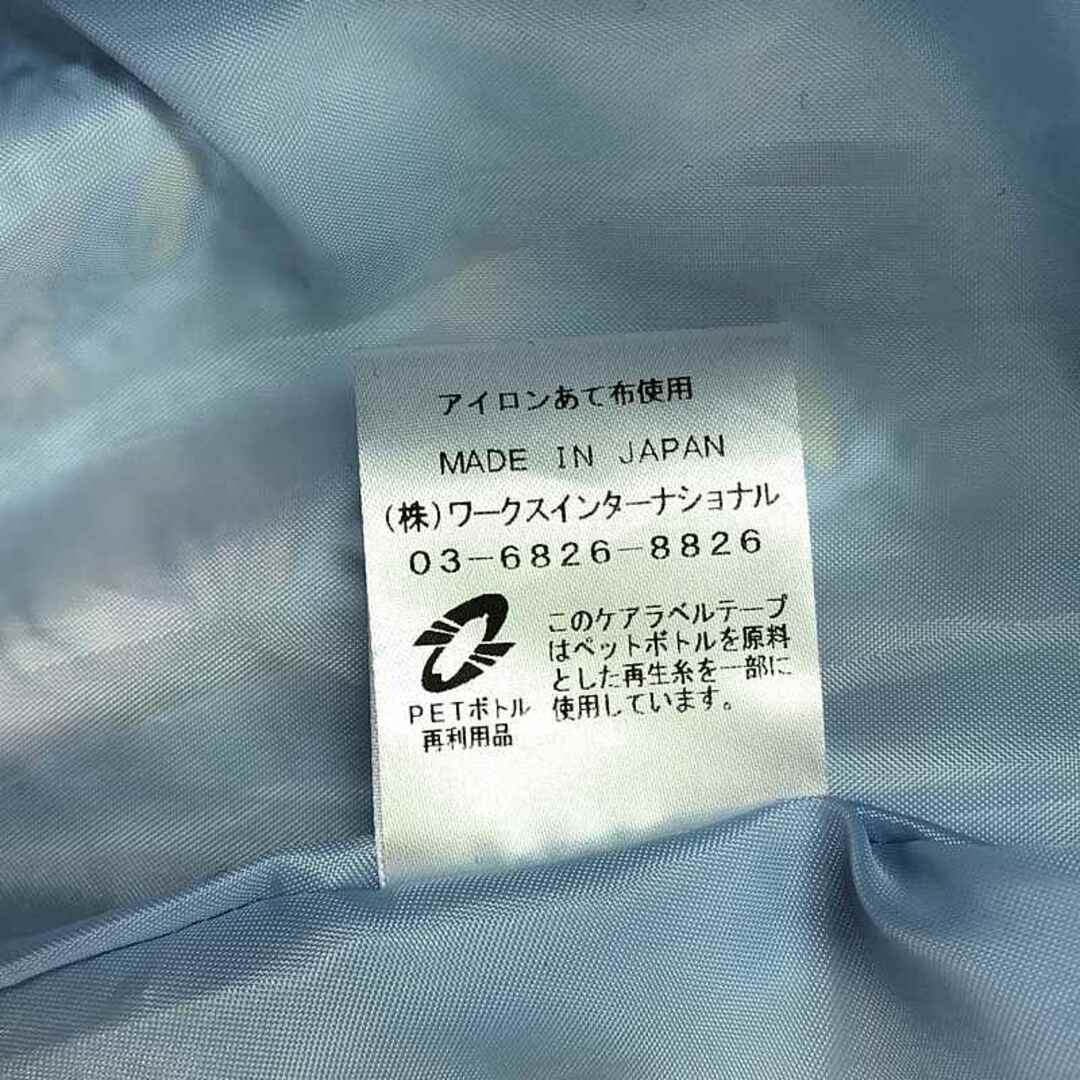 アイロンあて布使用
MADE IN JAPAN
(株)ワークスインターナショナル
03-6826-8826
このケアラベルテープ
はペットボトルを原料
とした再生糸を一部に
使用しています。
PETボトル
再利用品